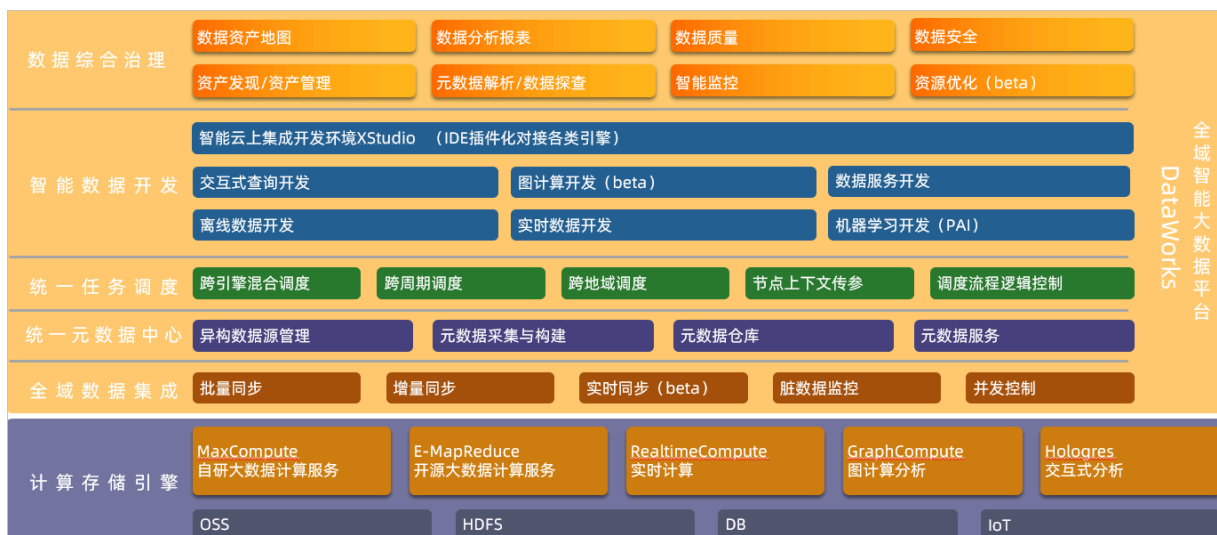 数据综合治理
数据资产地图
数据分析报表
数据质量
数据安全
资产发现/资产管理
元数据解析/数据探查
智能监控
资源优化（beta）
智能数据开发
智能云上集成开发环境XStudio （IDE插件化对接各类引擎）
交互式查询开发
图计算开发（beta）
数据服务开发
离线数据开发
实时数据开发
机器学习开发（PAI）
统一任务调度
跨引擎混合调度
跨周期调度
跨地域调度
节点上下文传参
调度流程逻辑控制
统一元数据中心
异构数据源管理
元数据采集与构建
元数据仓库
元数据服务
全域数据集成
批量同步
增量同步
实时同步（beta）
脏数据监控
并发控制
全域智能大数据平台
DataWorks
计算存储引擎
MaxCompute
自研大数据计算服务
E-MapReduce
开源大数据计算服务
RealtimeCompute
实时计算
GraphCompute
图计算分析
Hologres
交互式分析
OSS
HDFS
DB
IoT